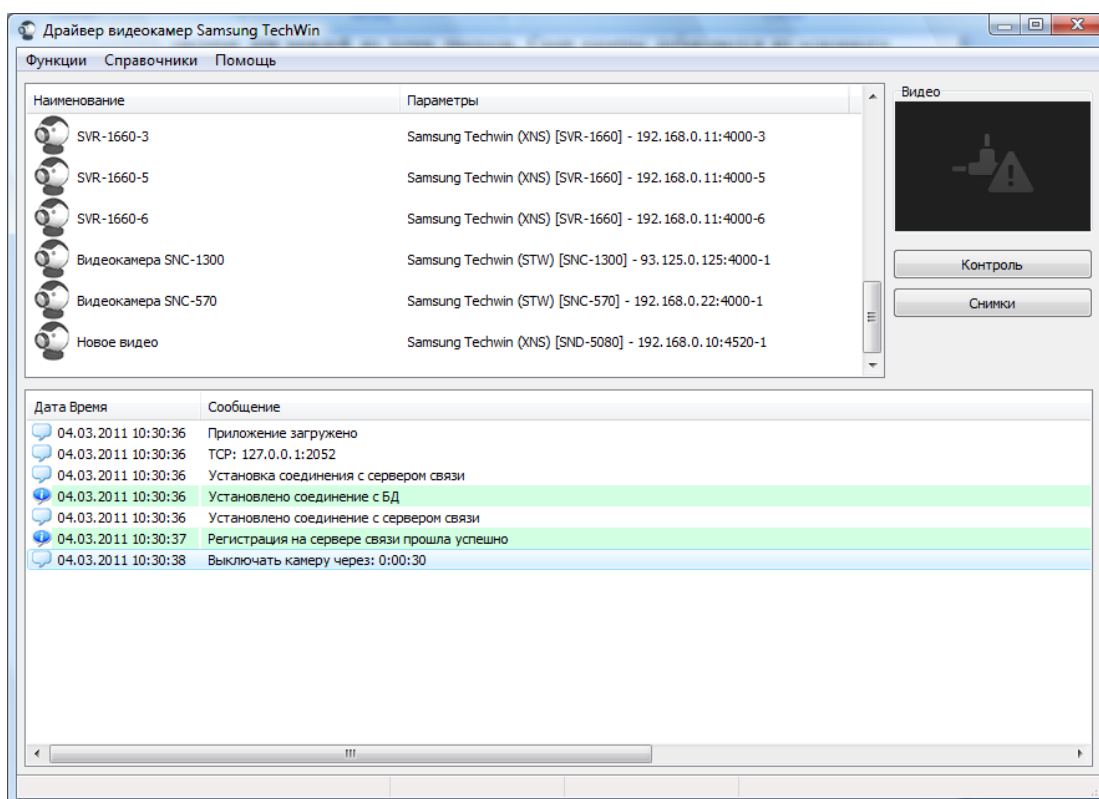 Драйвер видеокамер Samsung TechWin
Функции Справочники Помощь
Наименование Параметры
SVR-1660-3 Samsung Techwin (XNS) [SVR-1660] - 192.168.0.11:4000-3
SVR-1660-5 Samsung Techwin (XNS) [SVR-1660] - 192.168.0.11:4000-5
SVR-1660-6 Samsung Techwin (XNS) [SVR-1660] - 192.168.0.11:4000-6
Видеокамера SNC-1300 Samsung Techwin (STW) [SNC-1300] - 93.125.0.125:4000-1
Видеокамера SNC-570 Samsung Techwin (STW) [SNC-570] - 192.168.0.22:4000-1
Новое видео Samsung Techwin (XNS) [SND-5080] - 192.168.0.10:4520-1
Видео
Контроль
Снимки
Дата Время Сообщение
04.03.2011 10:30:36 Приложение загружено
04.03.2011 10:30:36 TCP: 127.0.0.1:2052
04.03.2011 10:30:36 Установка соединения с сервером связи
04.03.2011 10:30:36 Установлено соединение с БД
04.03.2011 10:30:36 Установлено соединение с сервером связи
04.03.2011 10:30:37 Регистрация на сервере связи прошла успешно
04.03.2011 10:30:38 Выключать камеру через: 0:00:30